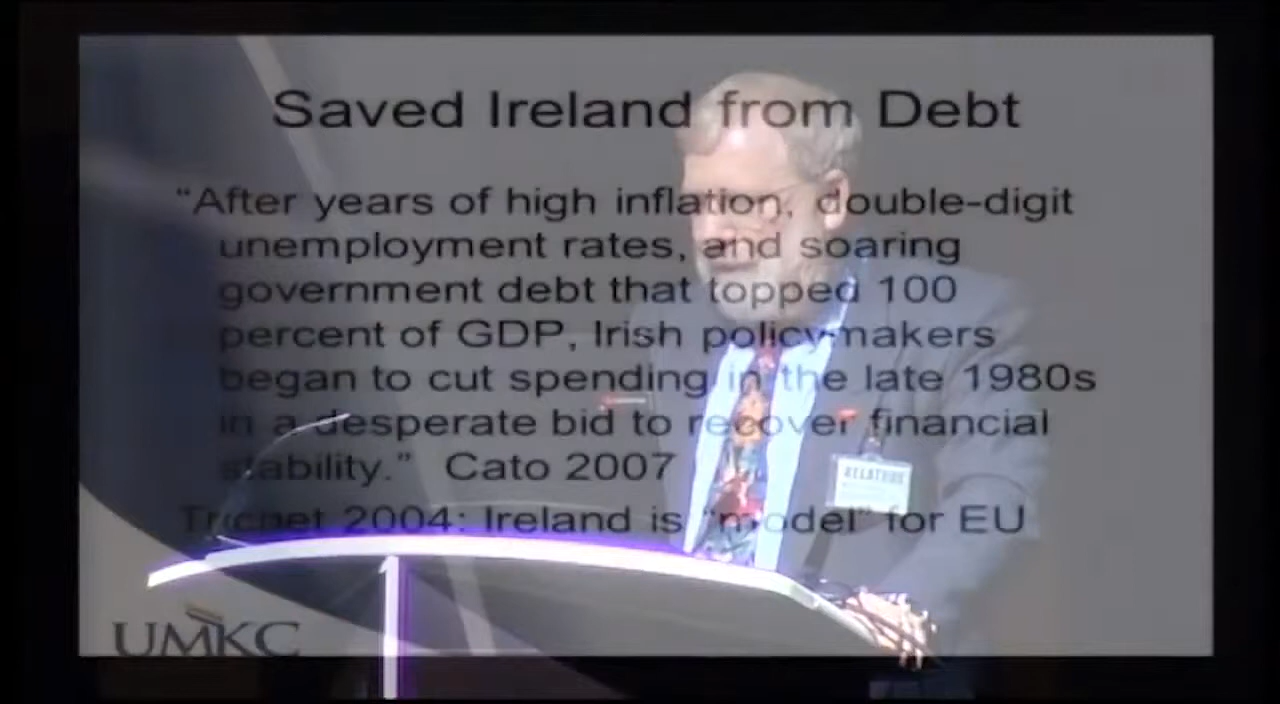 Saved Ireland from Debt
“After years of high inflation, double-digit
unemployment rates, and soaring
government debt that topped 100
percent of GDP, Irish policymakers
began to cut spending in the late 1980s
in a desperate bid to recover financial
stability.” Cato 2007
2004: Ireland is “model” for EU
UMKC